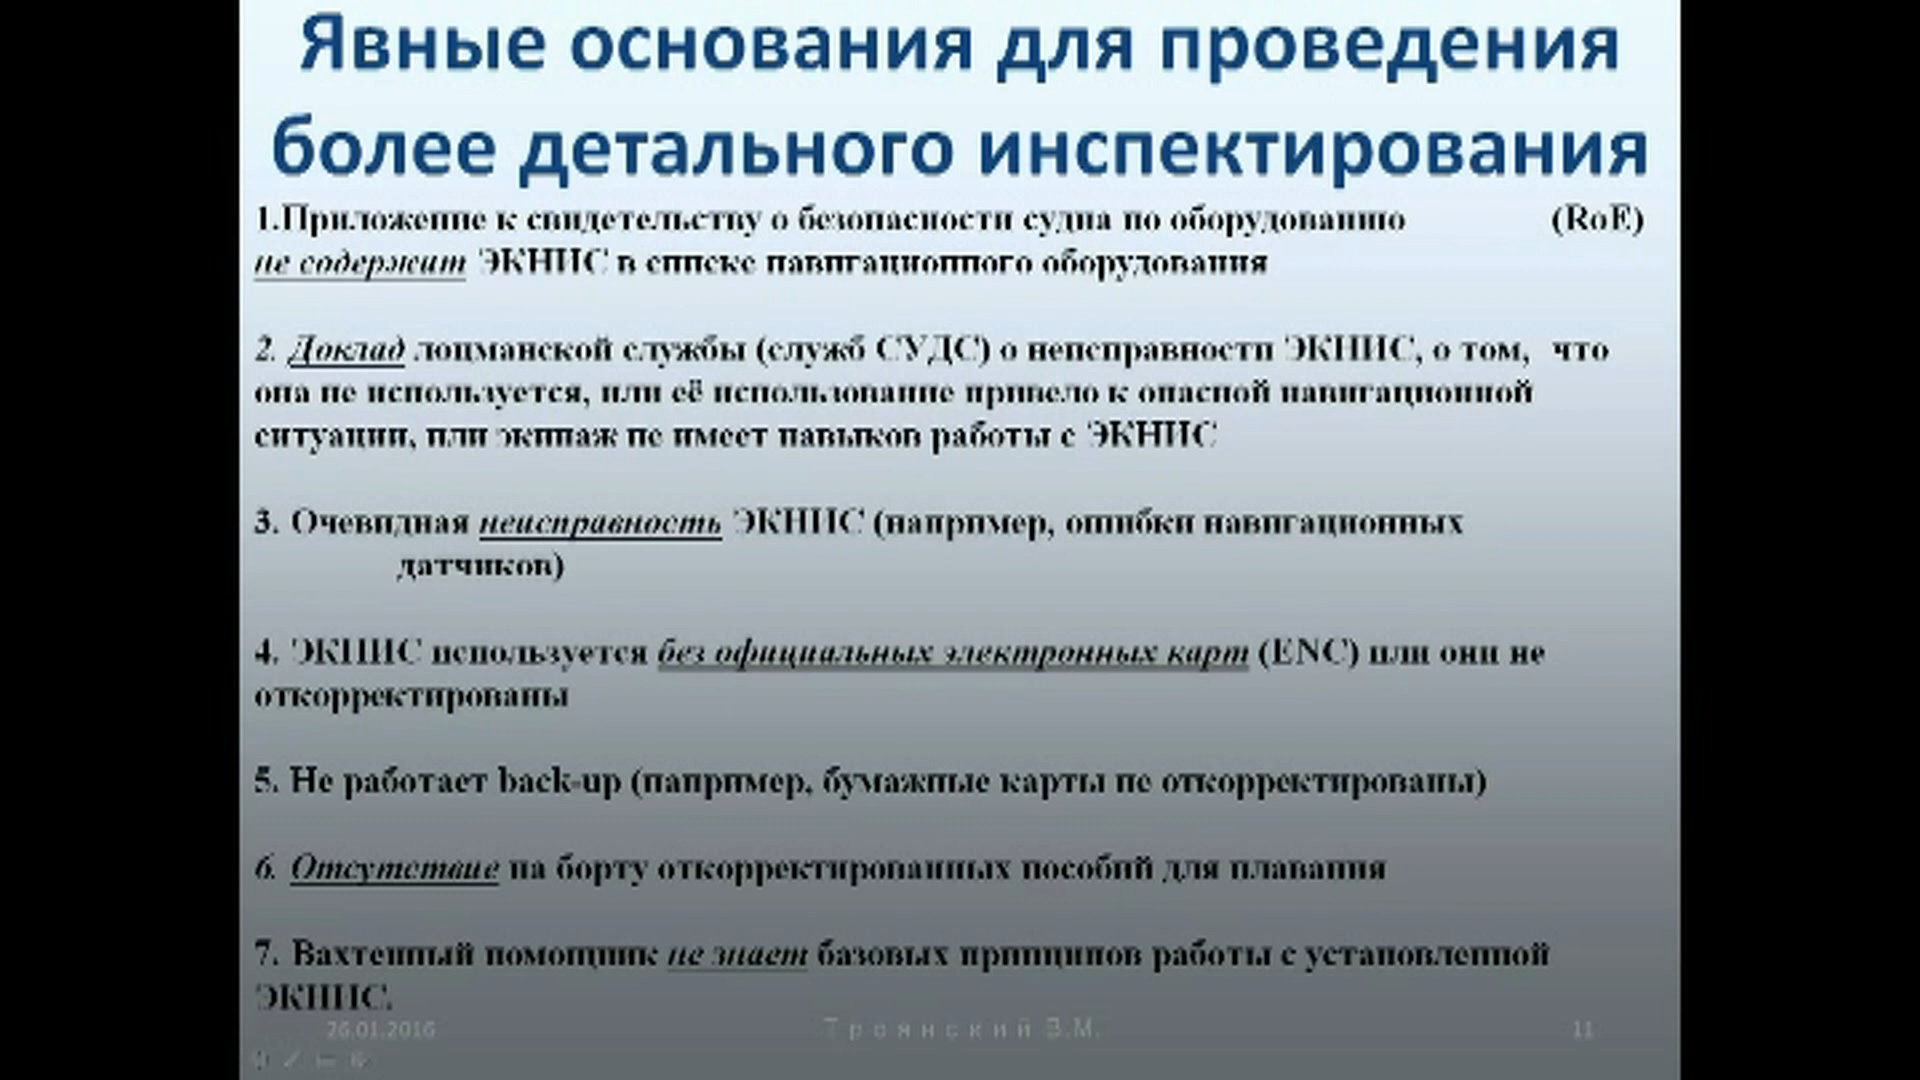 Явные основания для проведения
более детального инспектирования
1.Приложение к свидетельству о безопасности судна по оборудованию (RoE)
не содержит ЭКНИС в списке навигационного оборудования
2. Доклад лоцманской службы (служб СУДС) о неисправности ЭКНИС, о том, что
она не используется, или её использование привело к опасной навигационной
ситуации, или экипаж не имеет навыков работы с ЭКНИС
3. Очевидная неисправность ЭКНИС (например, ошибки навигационных
датчиков)
4. ЭКНИС используется без официальных электронных карт (ENC) или они не
откорректированы
5. Не работает back-up (например, бумажные карты не откорректированы)
6. Отсутствие на борту откорректированных пособий для плавания
7. Вахтенный помощник не знает базовых принципов работы с установленной
ЭКНИС.
26.01.2016 Троянский В.М. 11